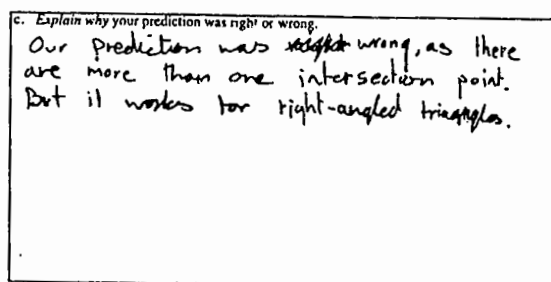 c. Explain why your prediction was right or wrong.
Our prediction was wrong, as there
are more than one intersection point.
But it works for right-angled triangles.